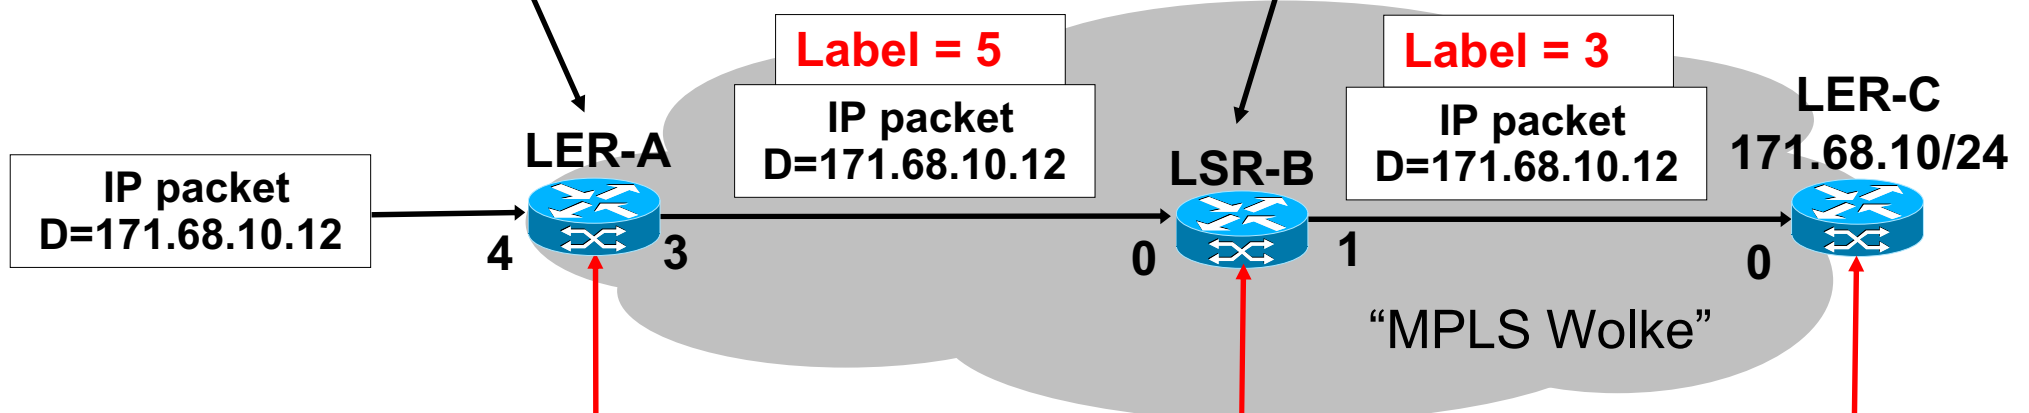 Label = 5
Label = 3
IP packet
D=171.68.10.12
LER-A
IP packet
D=171.68.10.12
LSR-B
IP packet
D=171.68.10.12
LER-C
171.68.10/24
4
3
0
1
0
“MPLS Wolke”